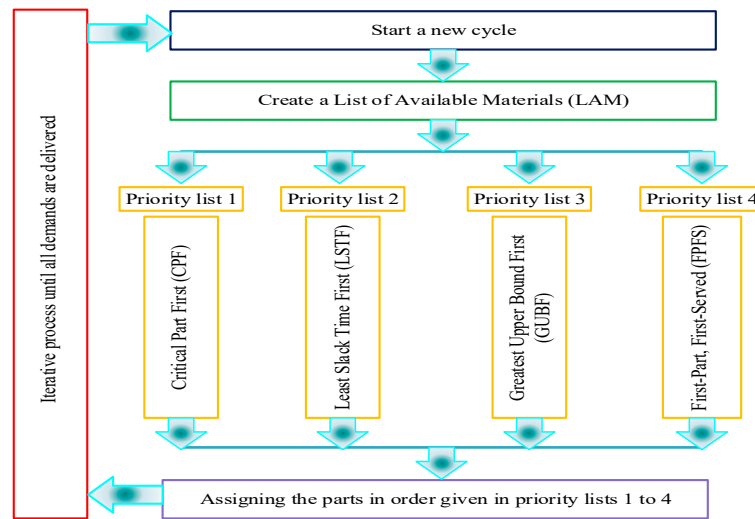 Start a new cycle
Create a List of Available Materials (LAM)
Iterative process until all demands are delivered
Priority list 1
Priority list 2
Priority list 3
Priority list 4
Critical Part First (CPF)
Least Slack Time First (LSTF)
Greatest Upper Bound First
(GUBF)
First-Part, First-Served (FPFS)
Assigning the parts in order given in priority lists 1 to 4